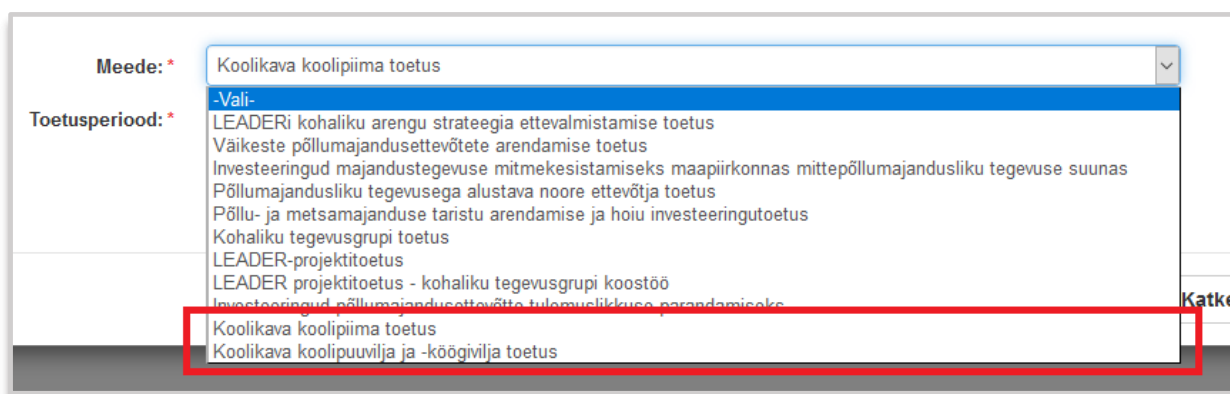 Meede: * Koolikava koolipiima toetus
-Vali-
Toetusperiood: * LEADERi kohaliku arengu strateegia ettevalmistamise toetus
Väikeste põllumajandusettevõtete arendamise toetus
Investeeringud majandustegevuse mitmekesistamiseks maapiirkonnas mittepõllumajandusliku tegevuse suunas
Põllumajandusliku tegevusega alustava noore ettevõtja toetus
Põllu- ja metsamajanduse taristu arendamise ja hoiu investeeringutoetus
Kohaliku tegevusgrupi toetus
LEADER-projektitoetus
LEADER projektitoetus - kohaliku tegevusgrupi koostöö
Investeeringud põllumajandusettevõtte tulemuslikkuse parandamiseks
Katke
Koolikava koolipiima toetus
Koolikava koolipuuvilja ja -köögivilja toetus